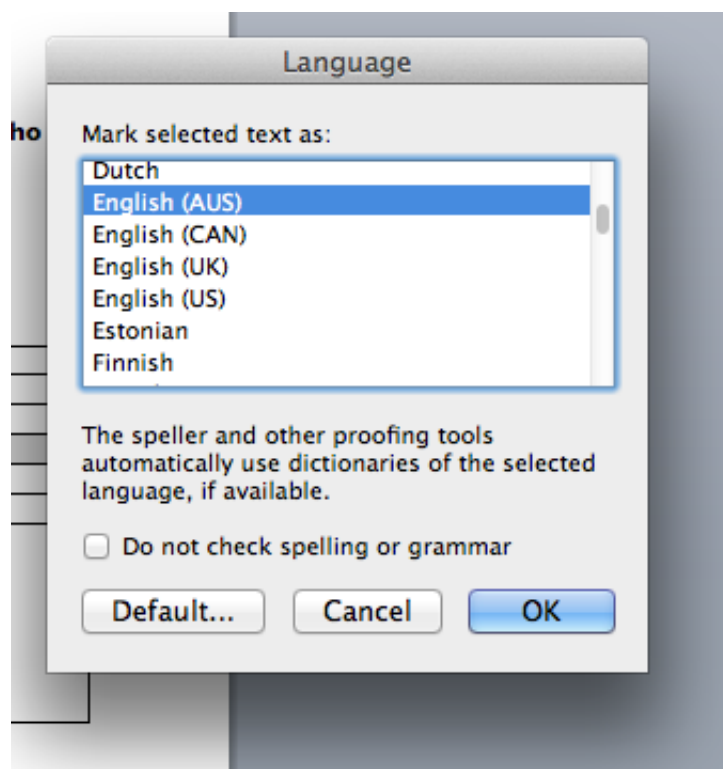 Language
ho
Mark selected text as:
Dutch
English (AUS)
English (CAN)
English (UK)
English (US)
Estonian
Finnish
The speller and other proofing tools
automatically use dictionaries of the selected
language, if available.
Do not check spelling or grammar
Default... Cancel OK